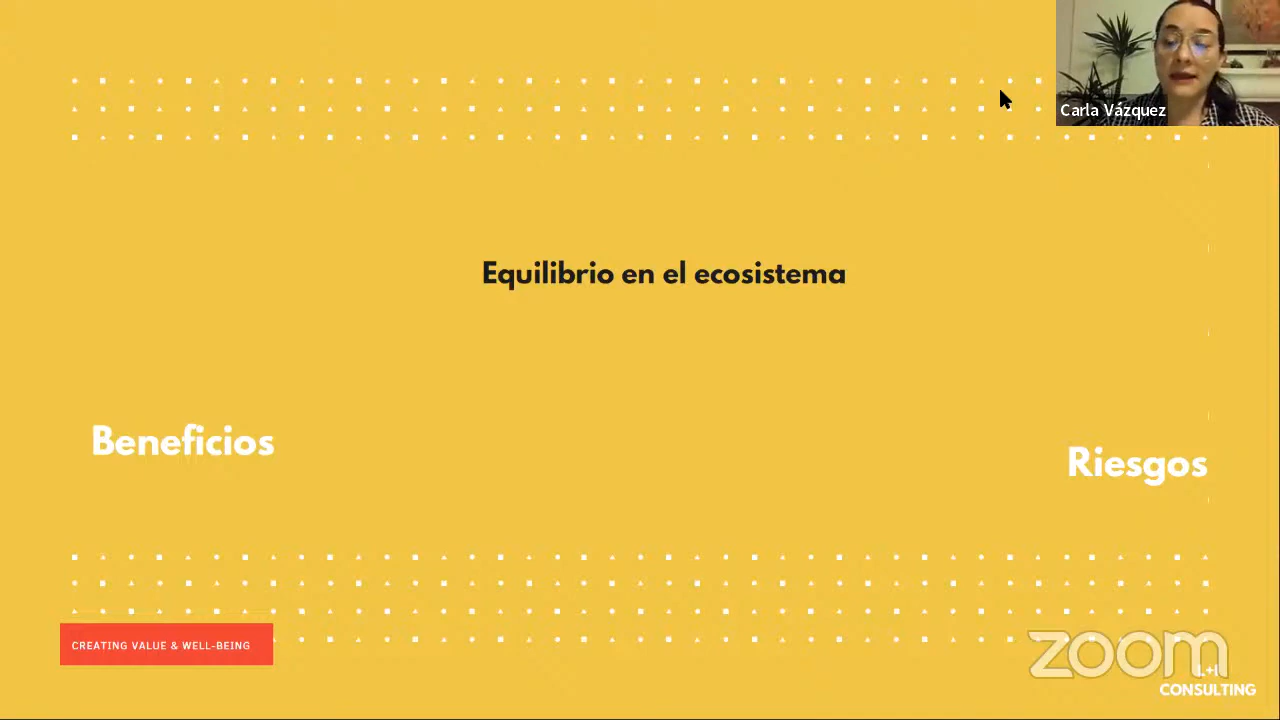 Carla Vázquez
Equilibrio en el ecosistema
Beneficios
Riesgos
CREATING VALUE & WELL-BEING
zoom
CONSULTING